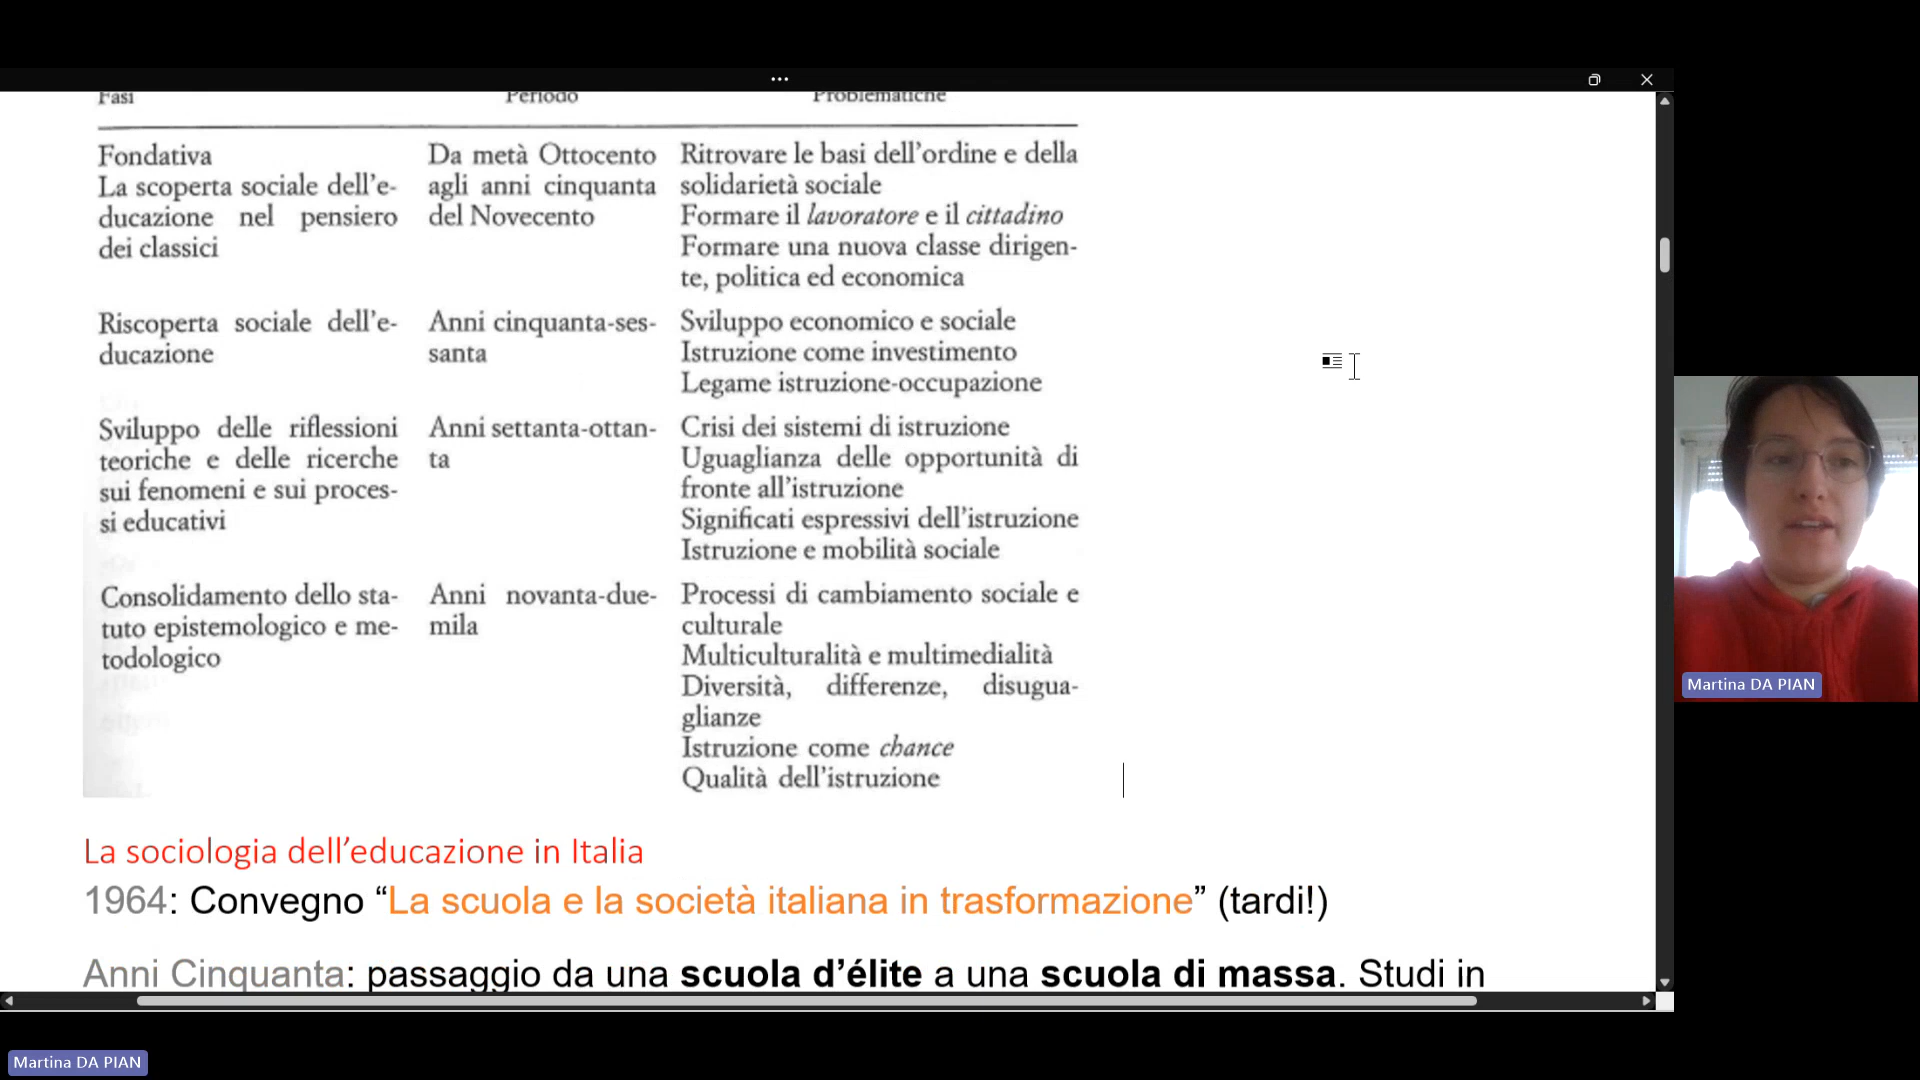 Fasi Periodo Problematiche
Fondativa Da metà Ottocento Ritrovare le basi dell'ordine e della
La scoperta sociale dell'e- agli anni cinquanta solidarietà sociale
ducazione nel pensiero del Novecento Formare il lavoratore e il cittadino
dei classici Formare una nuova classe dirigen-
te, politica ed economica
Riscoperta sociale dell'e- Anni cinquanta-ses- Sviluppo economico e sociale
ducazione santa Istruzione come investimento
Legame istruzione-occupazione
Sviluppo delle riflessioni Anni settanta-ottan- Crisi dei sistemi di istruzione
teoriche e delle ricerche ta Uguaglianza delle opportunità di
sui fenomeni e sui proces- fronte all'istruzione
si educativi Significati espressivi dell'istruzione
Istruzione e mobilità sociale
Consolidamento dello sta- Anni novanta-due- Processi di cambiamento sociale e
tuto epistemologico e me- mila culturale
todologico Multiculturalità e multimedialità
Diversità, differenze, disugua-
glianze
Istruzione come chance
Qualità dell'istruzione
La sociologia dell'educazione in Italia
1964: Convegno “La scuola e la società italiana in trasformazione” (tardi!)
Anni Cinquanta: passaggio da una scuola d'élite a una scuola di massa. Studi in
Martina DA PIAN
Martina DA PIAN